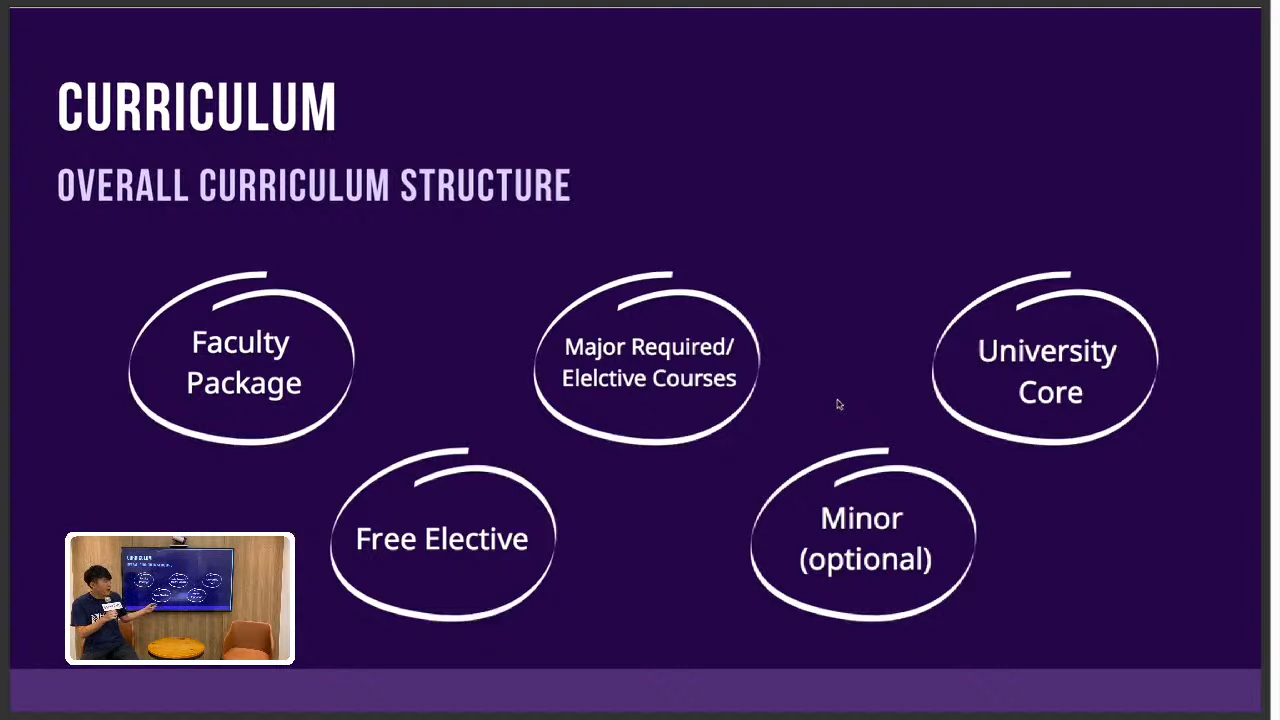 CURRICULUM
OVERALL CURRICULUM STRUCTURE
Faculty
Package
Major Required/
Elelctive Courses
University
Core
Free Elective
Minor
(optional)